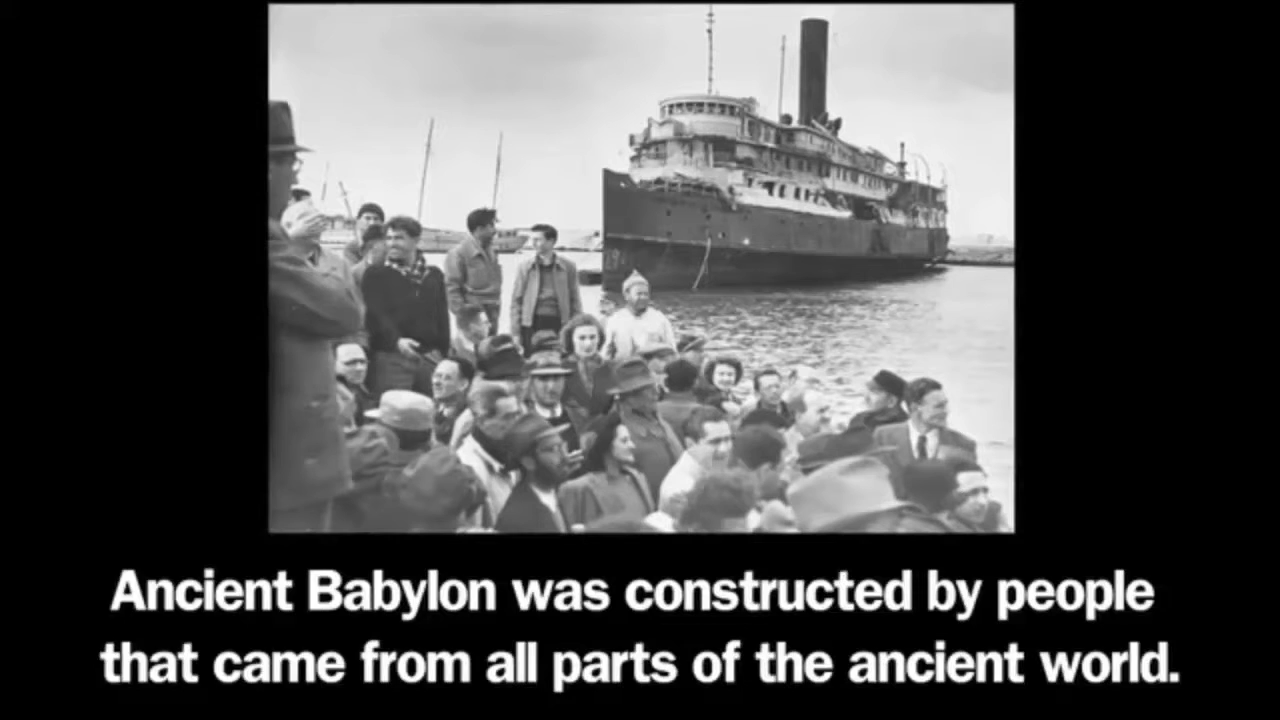 Ancient Babylon was constructed by people
that came from all parts of the ancient world.